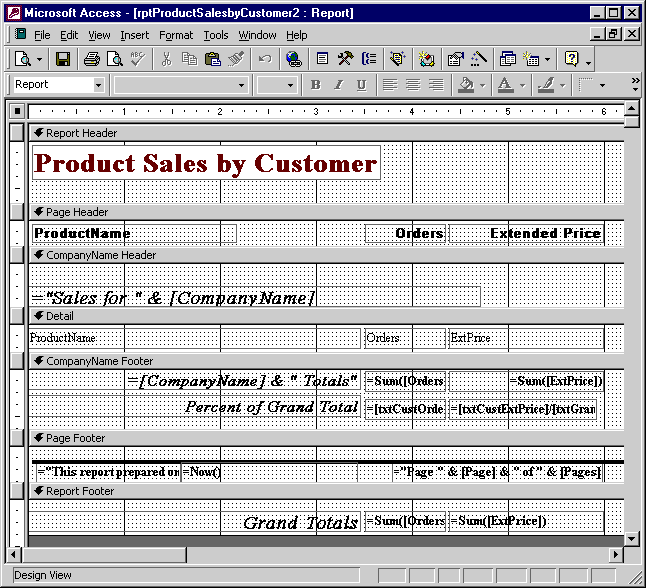 Microsoft Access - [rptProductSalesbyCustomer2 : Report]
File Edit View Insert Format Tools Window Help
Report B I U A »
1 2 3 4 5 6
Report Header
Product Sales by Customer
Page Header
ProductName Orders Extended Price
CompanyName Header
="Sales for " & [CompanyName]
Detail
ProductName Orders ExtPrice
CompanyName Footer
=[CompanyName] & " Totals" =Sum([Orders =Sum([ExtPrice])
Percent of Grand Total =[txtCustOrde =[txtCustExtPrice]/[txtGran
Page Footer
="This report prepared on =Now() ="Page " & [Page] & " of " & [Pages]
Report Footer
Grand Totals =Sum([Orders =Sum([ExtPrice])
Design View